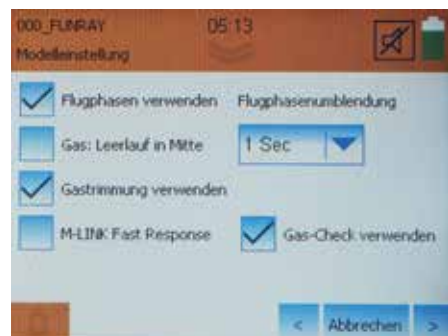 000_FUNRAY 05:13
Modelleinstellung
Flugphasen verwenden Flugphasenumblendung
Gas: Leerlauf in Mitte 1 Sec
Gastrimmung verwenden
M-LINK Fast Response Gas-Check verwenden
< Abbrechen >